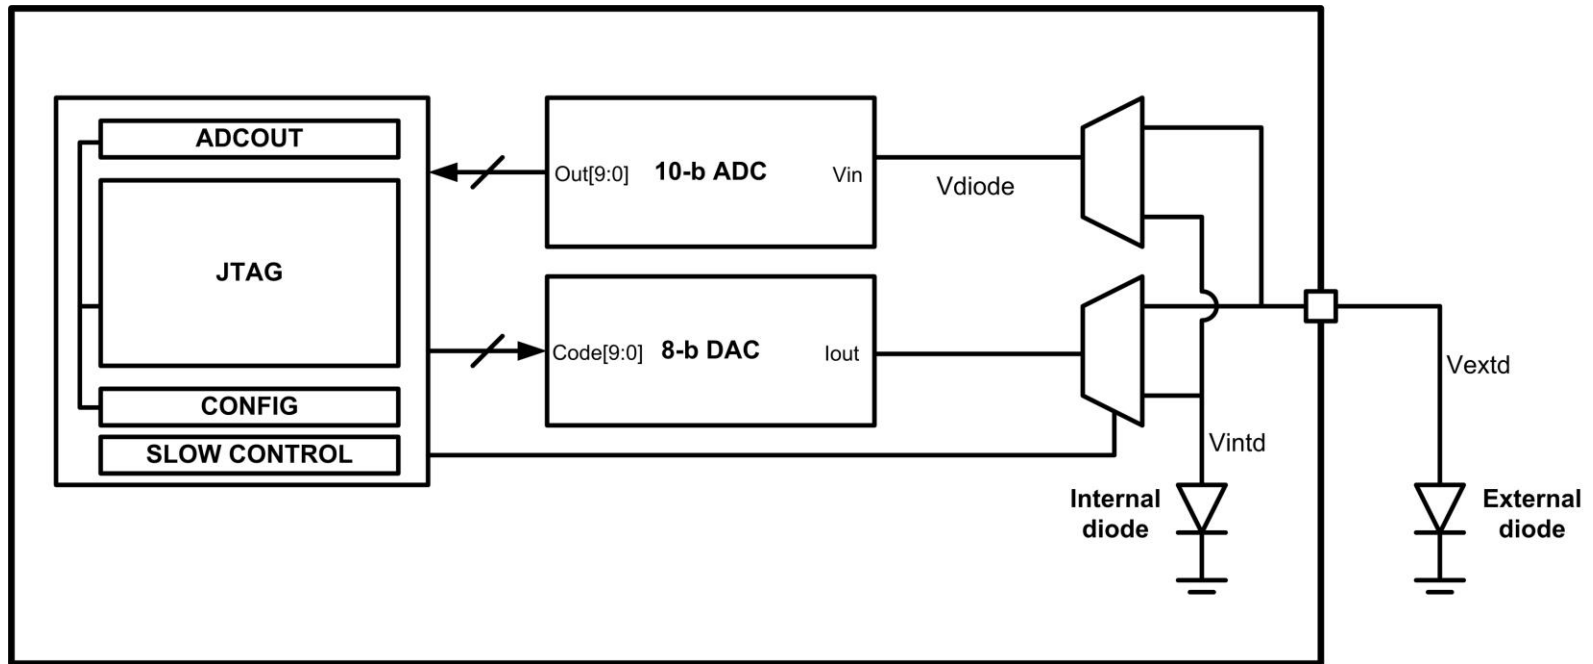 ADCOUT
JTAG
CONFIG
SLOW CONTROL
Out[9:0] 10-b ADC Vin
Vdiode
Code[9:0] 8-b DAC Iout
Vextd
Vintd
Internal
diode
External
diode